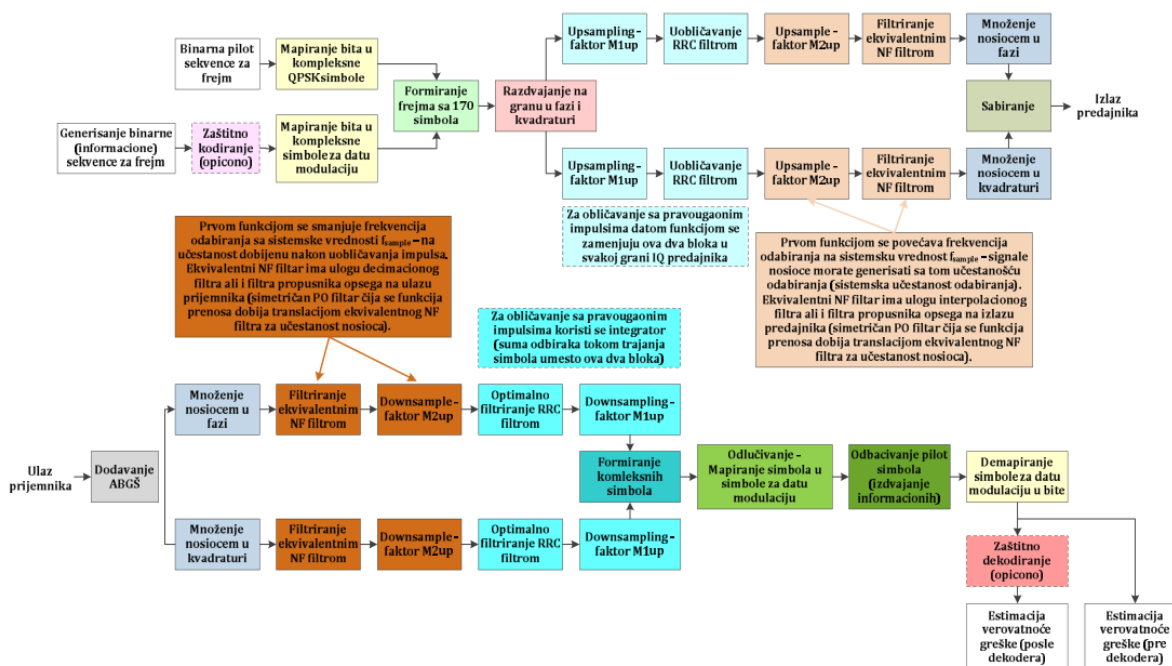 Binarna pilot
sekvence za
frejm
Mapiranje bita u
kompleksne
QPSK simbole
Generisanje binarne
(informacione)
sekvence za frejm
Zaštitno
kodiranje
(opicono)
Mapiranje bita u
kompleksne
simbole za datu
modulaciju
Formiranje
frejma sa 170
simbola
Razdvajanje na
granu u fazi i
kvadraturi
Upsampling –
faktor M1up
Uobličavanje
RRC filtrom
Upsample –
faktor M2up
Filtriranje
ekvivalentnim
NF filtrom
Množenje
nosiocem u
fazi
Upsampling –
faktor M1up
Uobličavanje
RRC filtrom
Upsample –
faktor M2up
Filtriranje
ekvivalentnim
NF filtrom
Množenje
nosiocem u
kvadraturi
Sabiranje
Izlaz
predajnika
Za obličavanje sa pravougaonim
impulsima datom funkcijom se
zamenjuju ova dva bloka u
svakoj grani IQ predajnika
Prvom funkcijom se povećava frekvencija
odabiranja na sistemsku vrednost fsample – signale
nosioce morate generisati sa tom učestanošću
odabiranja (sistemska učestanost odabiranja).
Ekvivalentni NF filtar ima ulogu interpolacionog
filtra ali i filtra propusnika opsega na izlazu
predajnika (simetričan PO filtar čija se funkcija
prenosa dobija translacijom ekvivalentnog NF
filtra za učestanost nosioca).
Prvom funkcijom se smanjuje frekvencija
odabiranja sa sistemske vrednosti fsample – na
učestanost dobijenu nakon uobličavanja impulsa.
Ekvivalentni NF filtar ima ulogu decimacionog
filtra ali i filtra propusnika opsega na ulazu
prijemnika (simetričan PO filtar čija se funkcija
prenosa dobija translacijom ekvivalentnog NF
filtra za učestanost nosioca).
Za obličavanje sa pravougaonim
impulsima koristi se integrator
(suma odbiraka tokom trajanja
simbola umesto ova dva bloka)
Ulaz
prijemnika
Dodavanje
ABGŠ
Množenje
nosiocem u
fazi
Filtriranje
ekvivalentnim
NF filtrom
Downsample –
faktor M2up
Optimalno
filtriranje RRC
filtrom
Downsampling –
faktor M1up
Množenje
nosiocem u
kvadraturi
Filtriranje
ekvivalentnim
NF filtrom
Downsample –
faktor M2up
Optimalno
filtriranje RRC
filtrom
Downsampling –
faktor M1up
Formiranje
komleksnih
simbola
Odlučivanje –
Mapiranje simbola u
simbole za datu
modulaciju
Odbacivanje pilot
simbola
(izdvajanje
informacionih)
Demapiranje
simbole za datu
modulaciju u bite
Zaštitno
dekodiranje
(opicono)
Estimacija
verovatnoće
greške (posle
dekodera)
Estimacija
verovatnoće
greške (pre
dekodera)